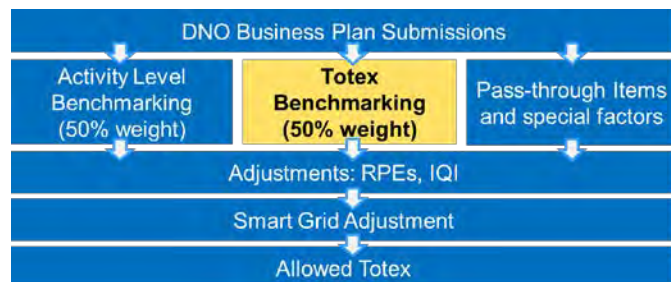 DNO Business Plan Submissions
Activity Level
Benchmarking
(50% weight)
Totex
Benchmarking
(50% weight)
Pass-through Items
and special factors
Adjustments: RPEs, IQI
Smart Grid Adjustment
Allowed Totex